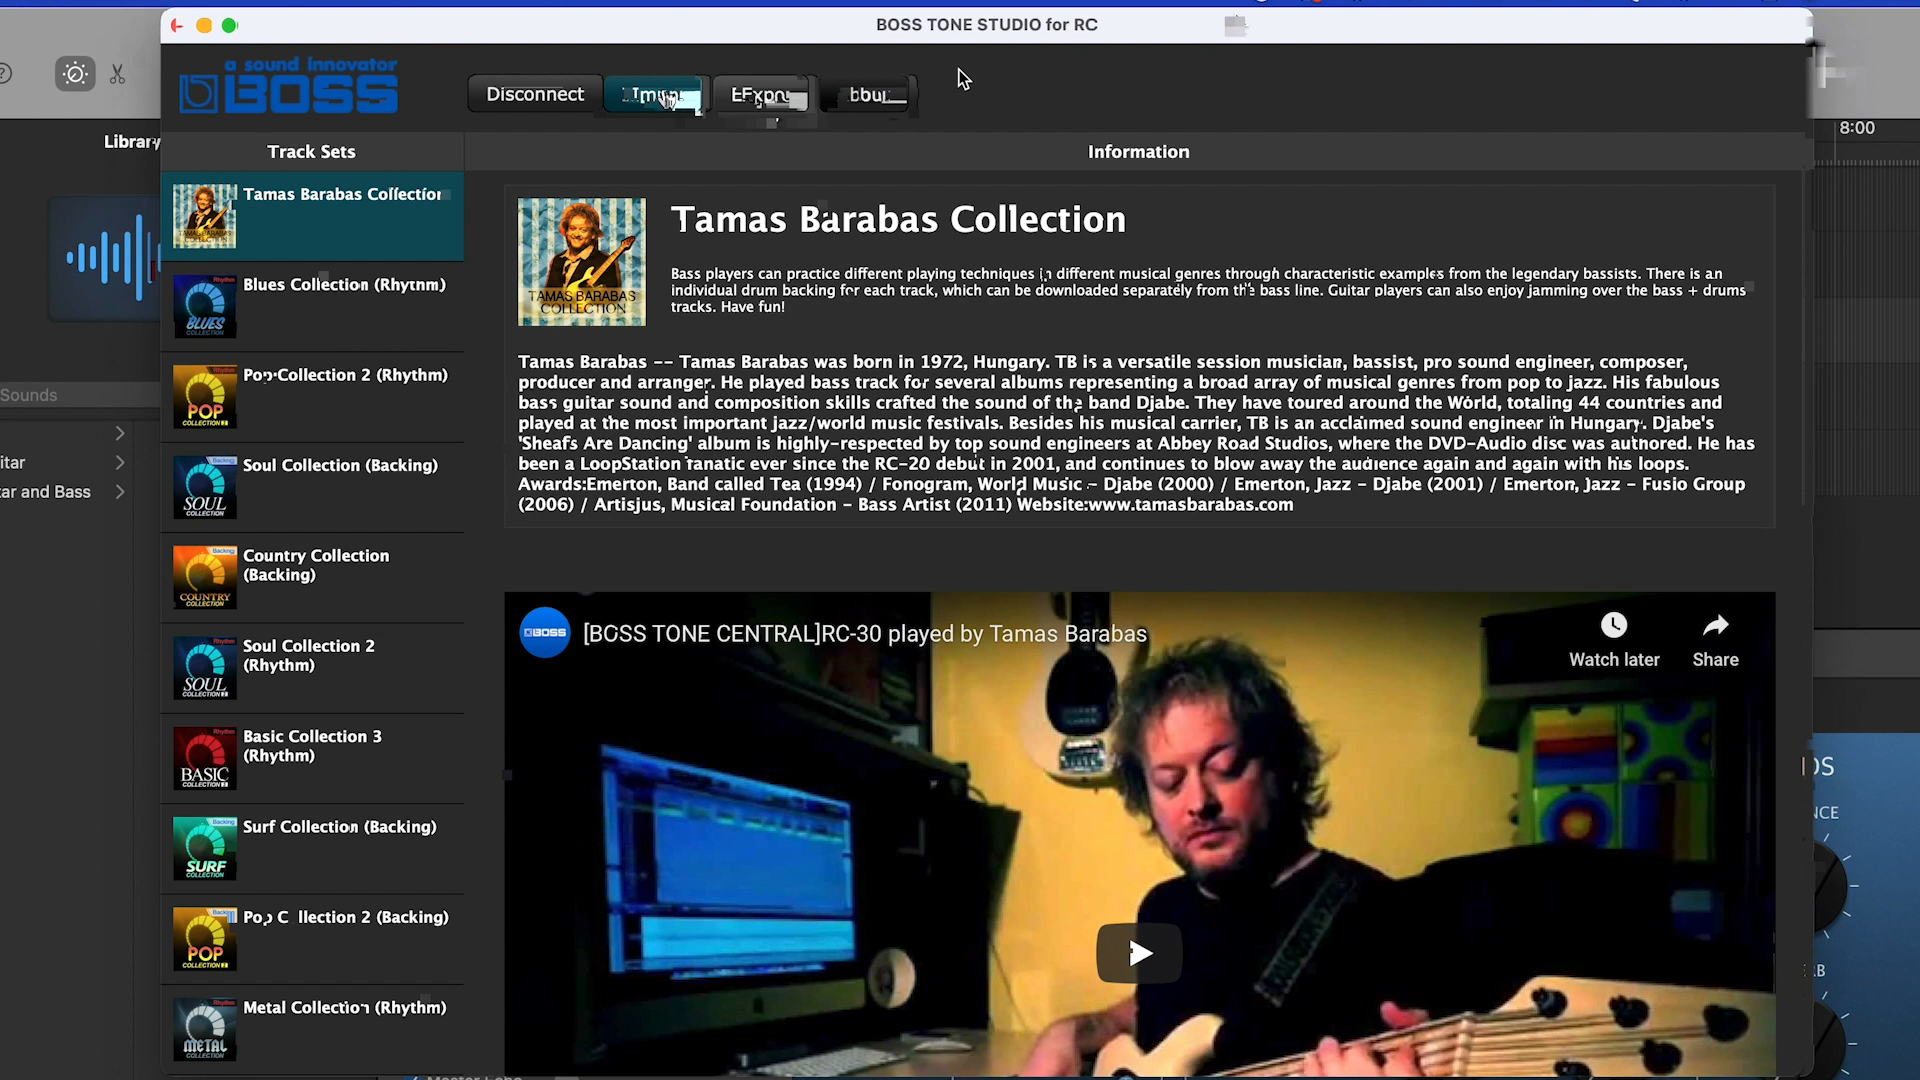 BOSS TONE STUDIO for RC
a sound innovator
BOSS
Disconnect
Library
8:00
Track Sets
Information
Tamas Barabas Collection
Blues Collection (Rhythm)
Pop Collection 2 (Rhythm)
Soul Collection (Backing)
Country Collection
(Backing)
Soul Collection 2
(Rhythm)
Basic Collection 3
(Rhythm)
Surf Collection (Backing)
Metal Collection (Rhythm)
Sounds
itar
tar and Bass
Tamas Barabas Collection
TAMAS BARABAS
COLLECTION
Bass players can practice different playing techniques in different musical genres through characteristic examples from the legendary bassists. There is an
individual drum backing for each track, which can be downloaded separately from the bass line. Guitar players can also enjoy jamming over the bass + drums
tracks. Have fun!
Tamas Barabas -- Tamas Barabas was born in 1972, Hungary. TB is a versatile session musician, bassist, pro sound engineer, composer,
producer and arranger. He played bass track for several albums representing a broad array of musical genres from pop to jazz. His fabulous
bass guitar sound and composition skills crafted the sound of the band Djabe. They have toured around the World, totaling 44 countries and
played at the most important jazz/world music festivals. Besides his musical carrier, TB is an acclaimed sound engineer in Hungary. Djabe's
'Sheafs Are Dancing' album is highly-respected by top sound engineers at Abbey Road Studios, where the DVD-Audio disc was authored. He has
been a LoopStation fanatic ever since the RC-20 debut in 2001, and continues to blow away the audience again and again with his loops.
Awards:Emerton, Band called Tea (1994) / Fonogram, World Music - Djabe (2000) / Emerton, Jazz - Djabe (2001) / Emerton, Jazz - Fusio Group
(2006) / Artisjus, Musical Foundation - Bass Artist (2011) Website:www.tamasbarabas.com
BOSS
[BOSS TONE CENTRAL]RC-30 played by Tamas Barabas
Watch later
Share